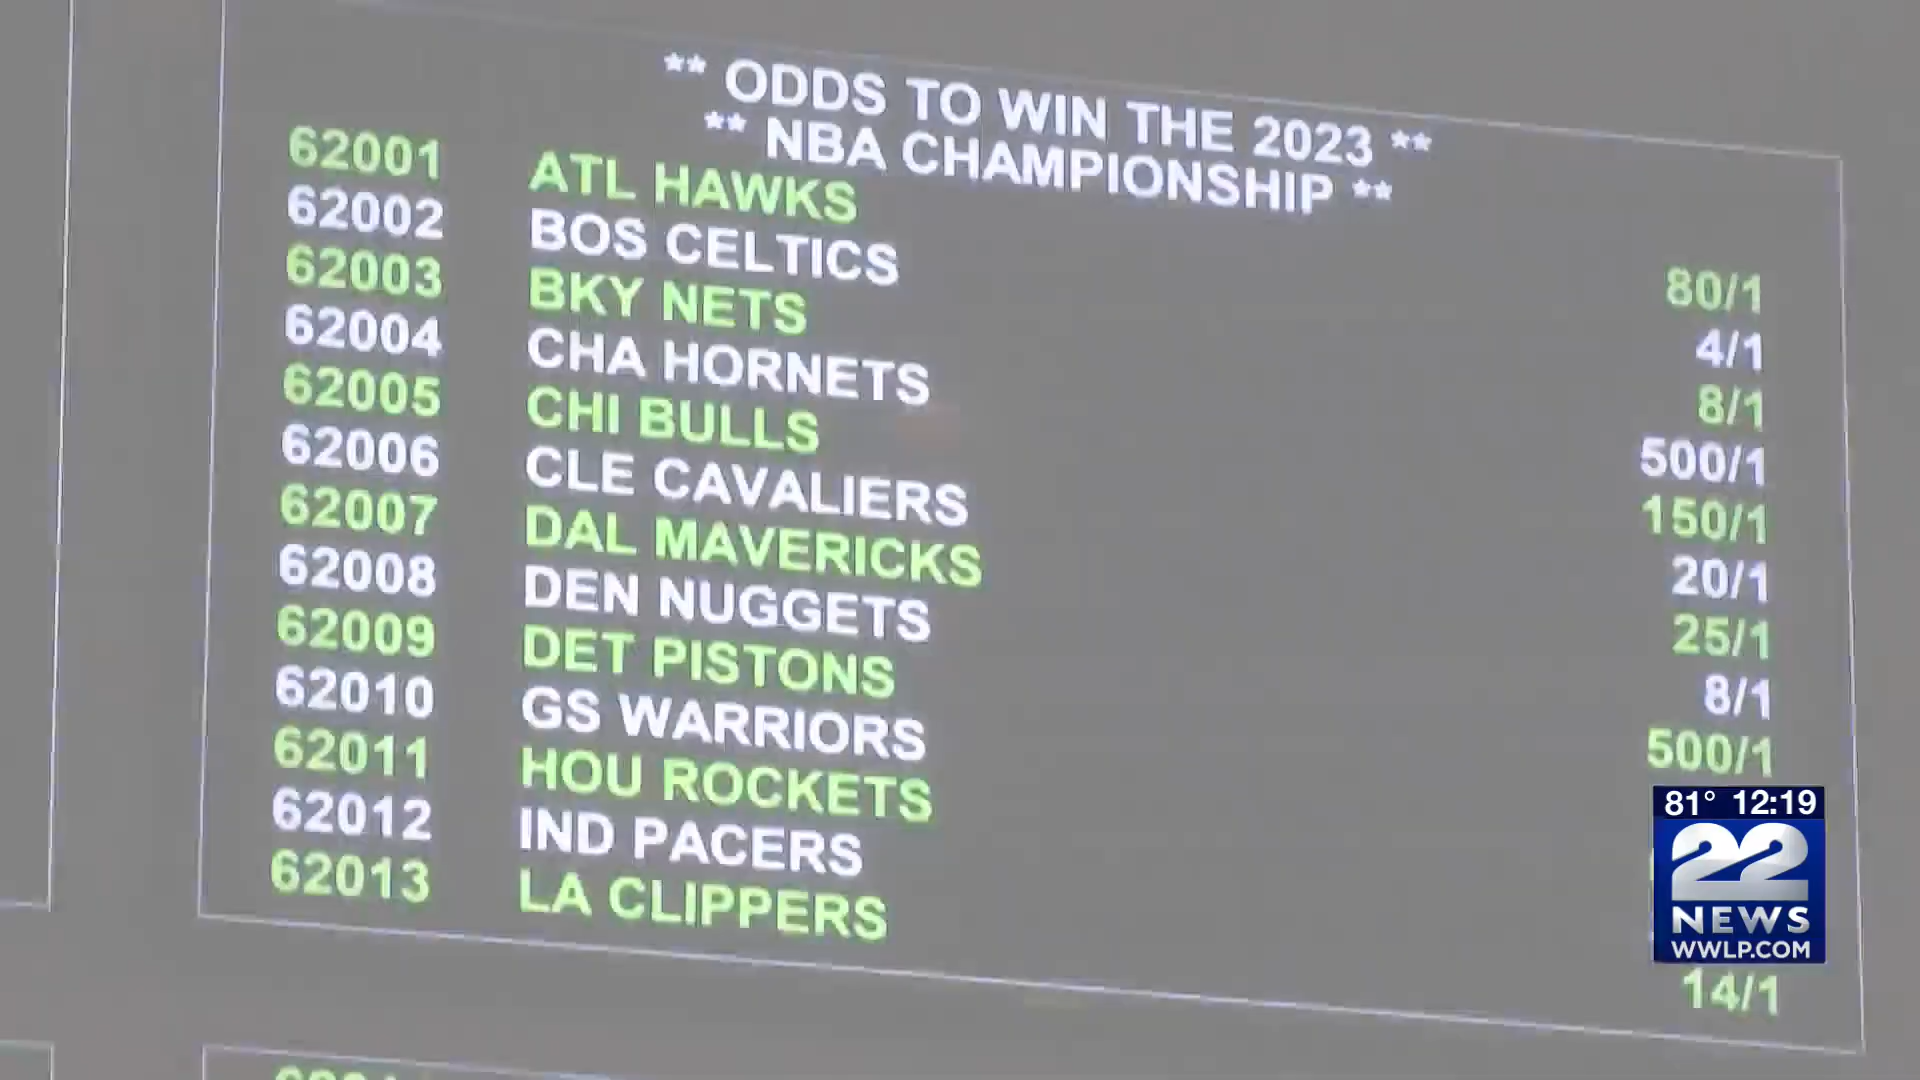 ** ODDS TO WIN THE 2023 **
** NBA CHAMPIONSHIP **
62001 ATL HAWKS 80/1
62002 BOS CELTICS 4/1
62003 BKY NETS 8/1
62004 CHA HORNETS 500/1
62005 CHI BULLS 150/1
62006 CLE CAVALIERS 20/1
62007 DAL MAVERICKS 25/1
62008 DEN NUGGETS 8/1
62009 DET PISTONS 500/1
62010 GS WARRIORS
62011 HOU ROCKETS
62012 IND PACERS
62013 LA CLIPPERS 14/1
81° 12:19
22
NEWS
WWLP.COM